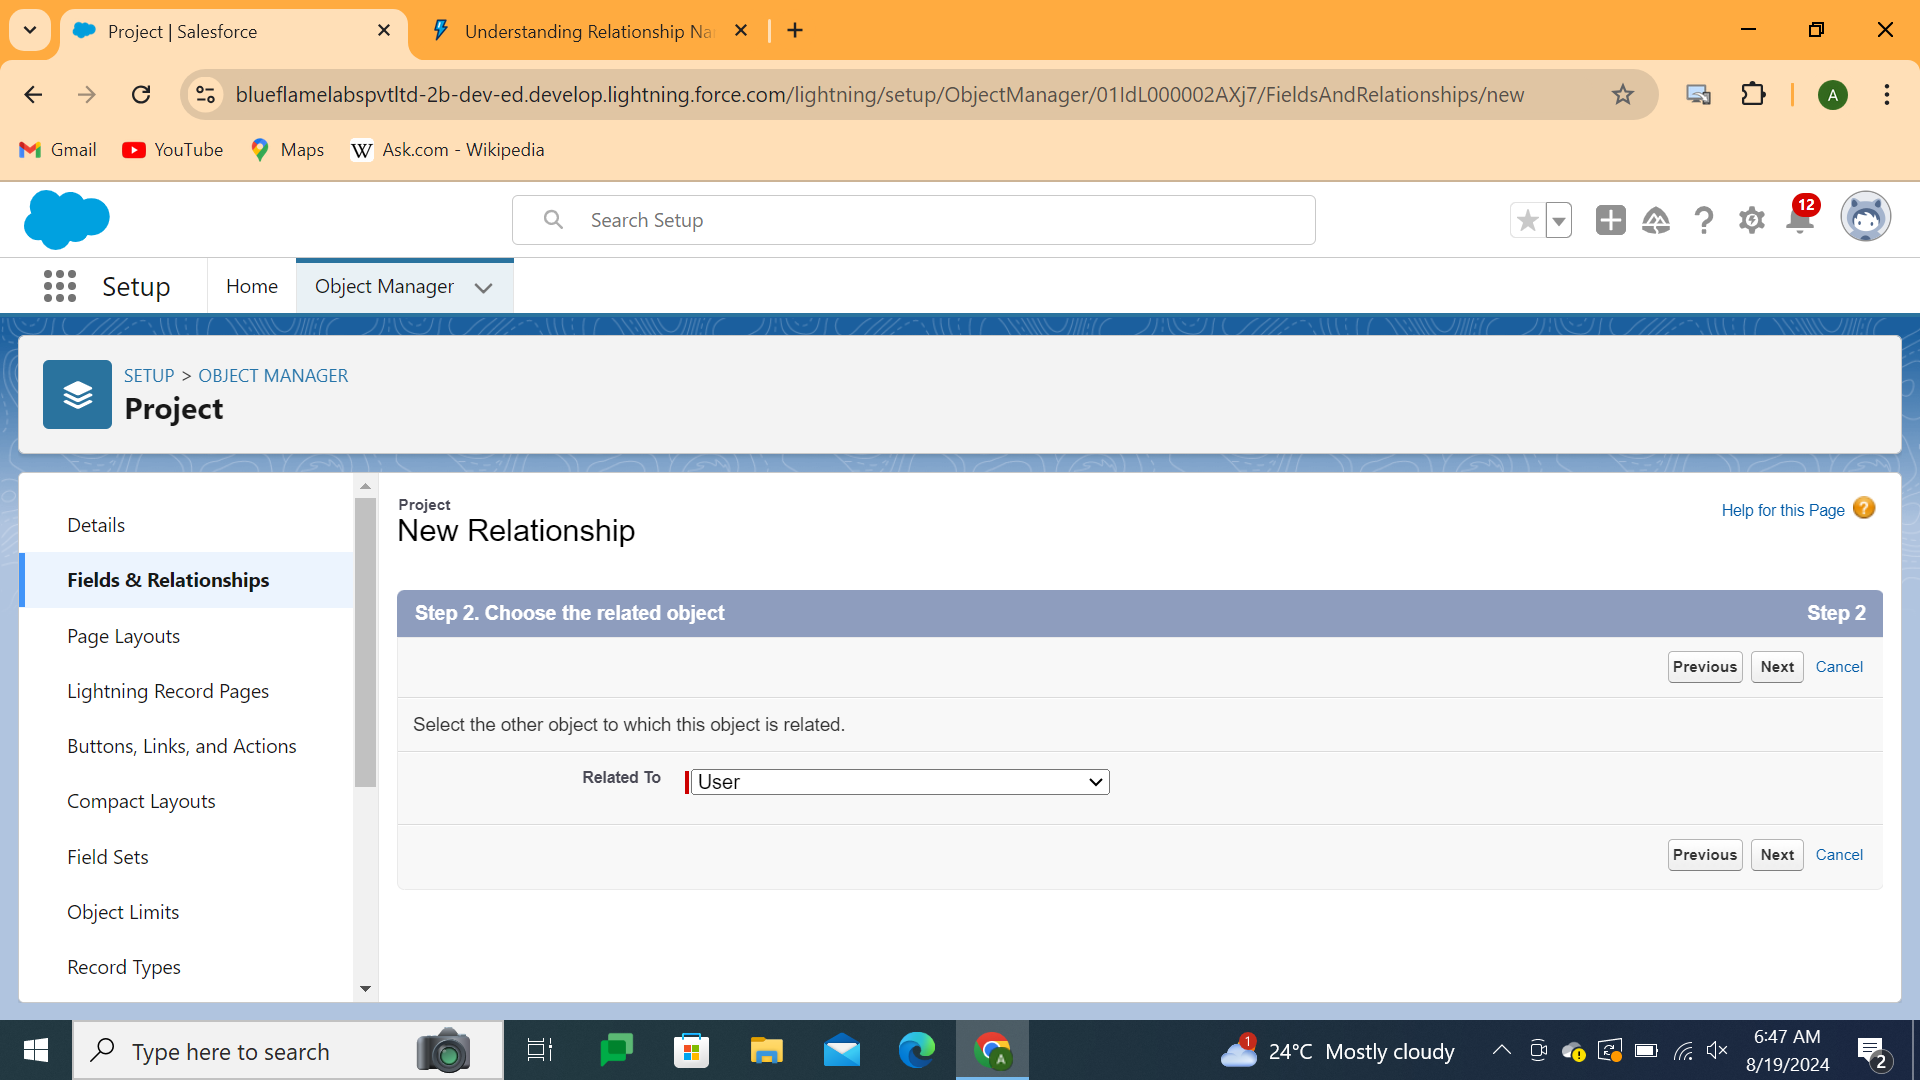 Project | Salesforce
Understanding Relationship Na
blueflamelabspvtltd-2b-dev-ed.develop.lightning.force.com/lightning/setup/ObjectManager/01IdL000002AXj7/FieldsAndRelationships/new
A
Gmail
YouTube
Maps
W Ask.com - Wikipedia
Search Setup
12
Setup
Home
Object Manager
SETUP > OBJECT MANAGER
Project
Details
Fields & Relationships
Page Layouts
Lightning Record Pages
Buttons, Links, and Actions
Compact Layouts
Field Sets
Object Limits
Record Types
Project
New Relationship
Help for this Page ?
Step 2. Choose the related object
Step 2
Previous Next Cancel
Select the other object to which this object is related.
Related To User
Previous Next Cancel
Type here to search
A
1
24°C Mostly cloudy
6:47 AM
8/19/2024
2